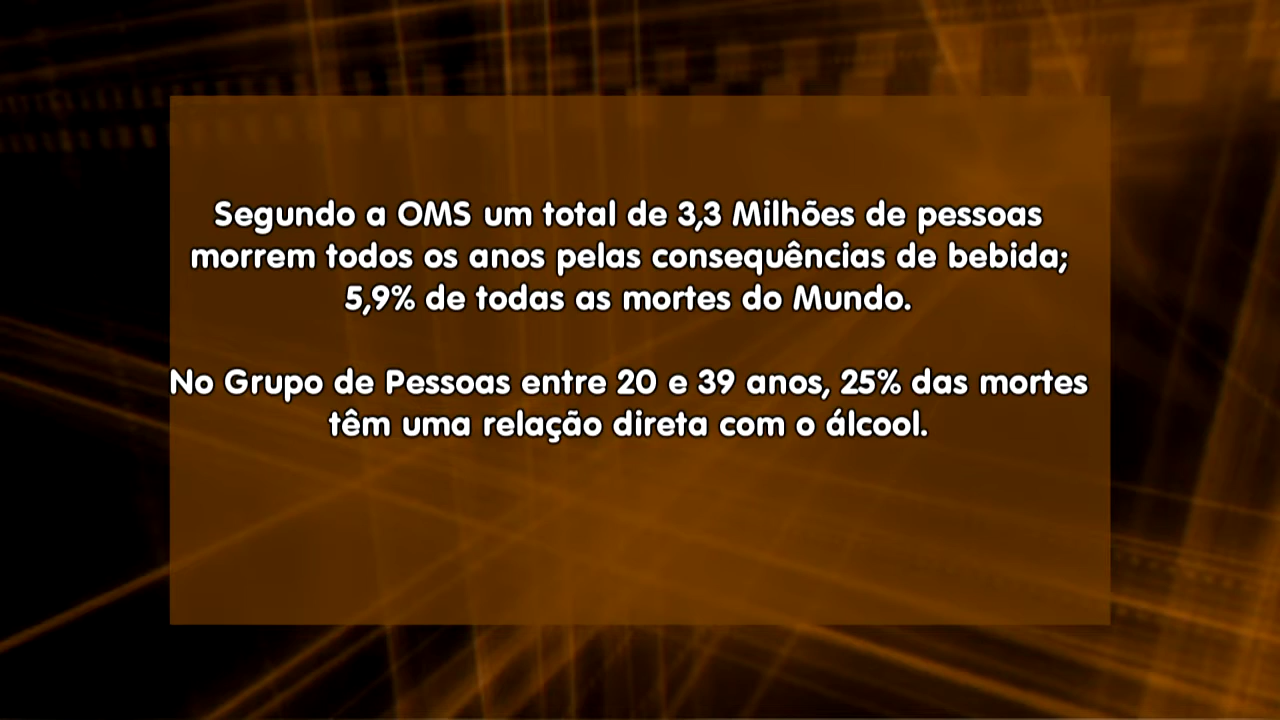 Segundo a OMS um total de 3,3 Milhões de pessoas
morrem todos os anos pelas consequências de bebida;
5,9% de todas as mortes do Mundo.
No Grupo de Pessoas entre 20 e 39 anos, 25% das mortes
têm uma relação direta com o álcool.